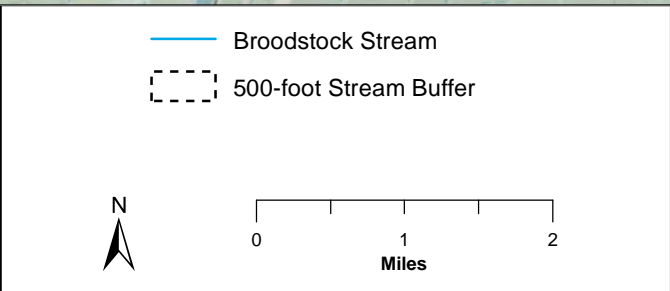 Broodstock Stream
500-foot Stream Buffer
N
0 1 2
Miles